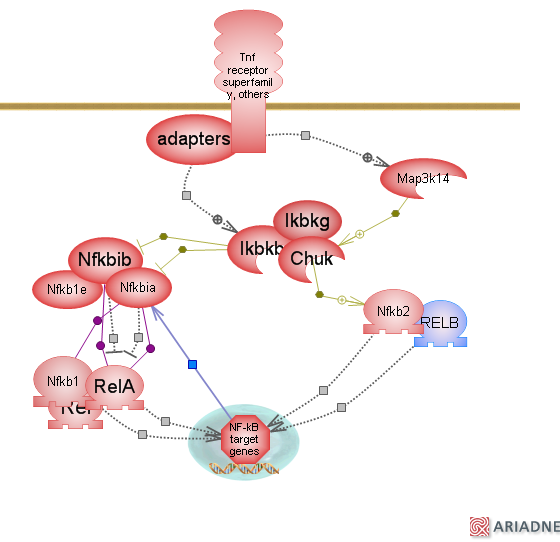 Tnf
receptor
superfamil
y, others
adapters
Map3k14
Ikbkg
Ikbkb
Chuk
Nfkbib
Nfkb1e
Nfkbia
Nfkb2
RELB
Nfkb1
RelA
Rel
NF-kB
target
genes
ARIADNE